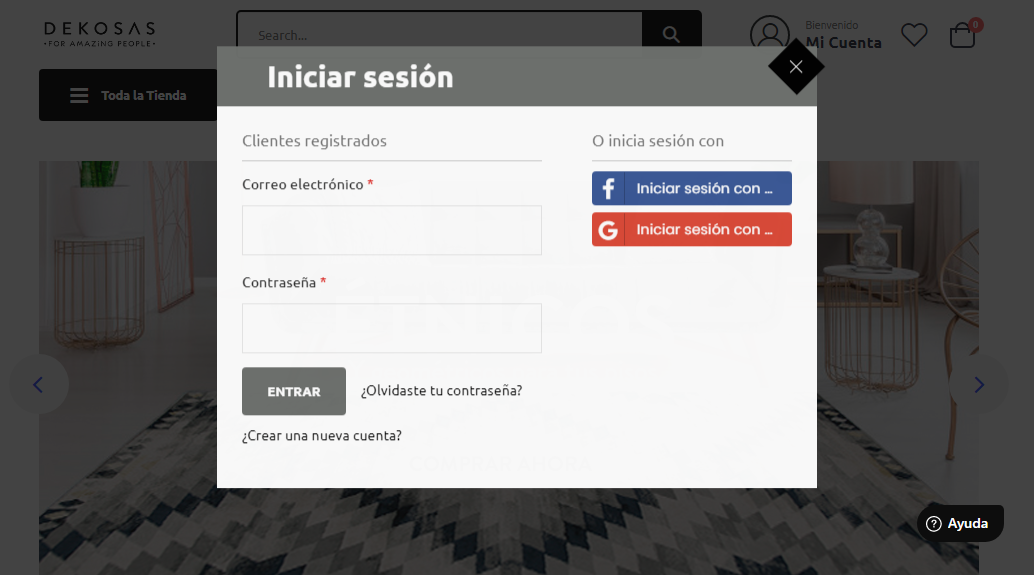 DEKOSAS
•FOR AMAZING PEOPLE•
Search...
Bienvenido
Mi Cuenta
0
Toda la Tienda
Iniciar sesión
Clientes registrados
O inicia sesión con
Correo electrónico *
Iniciar sesión con ...
Iniciar sesión con ...
Contraseña *
ENTRAR
¿Olvidaste tu contraseña?
¿Crear una nueva cuenta?
COMPRAR AHORA
Ayuda